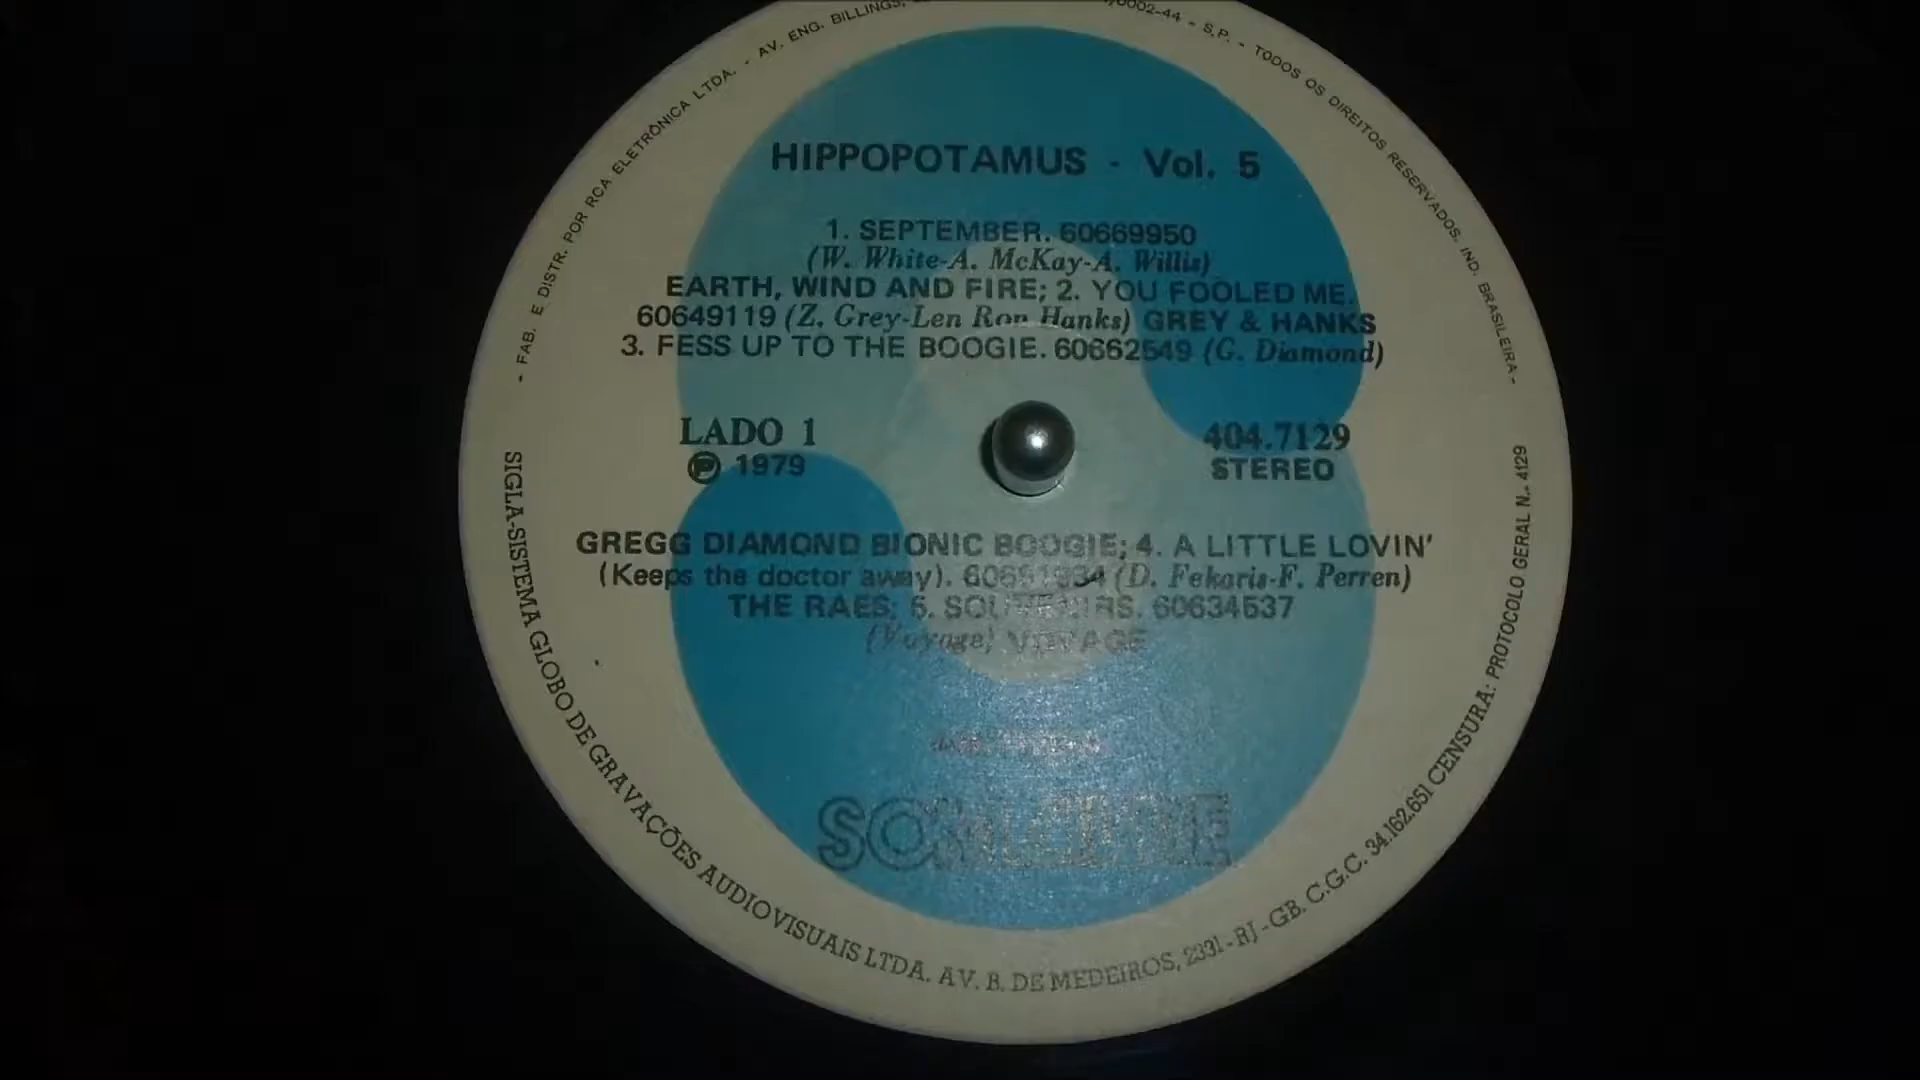 - FAB. E DISTR. POR RCA ELETRÔNICA LTDA. - AV. ENG. BILLINGS,
0002-44 - S.P. - TODOS OS DIREITOS RESERVADOS. IND. BRASILEIRA -
HIPPOPOTAMUS - Vol. 5
1. SEPTEMBER. 60669950
(W. White-A. McKay-A. Willis)
EARTH, WIND AND FIRE; 2. YOU FOOLED ME.
60649119 (Z. Grey-Len Ron Hanks) GREY & HANKS
3. FESS UP TO THE BOOGIE. 60662549 (G. Diamond)
LADO 1
℗ 1979
404.7129
STEREO
GREGG DIAMOND BIONIC BOOGIE; 4. A LITTLE LOVIN'
(Keeps the doctor away). (D. Fekaris-F. Perren)
THE RAES; 5. SOUVENIRS. 60634537
(Voyage) VOYAGE
SIGLA-SISTEMA GLOBO DE GRAVAÇÕES AUDIOVISUAIS LTDA. AV. B. DE MEDEIROS, 2331-RJ-GB. C.G.C. 34.162.651 CENSURA: PROTOCOLO GERAL N.º 4129